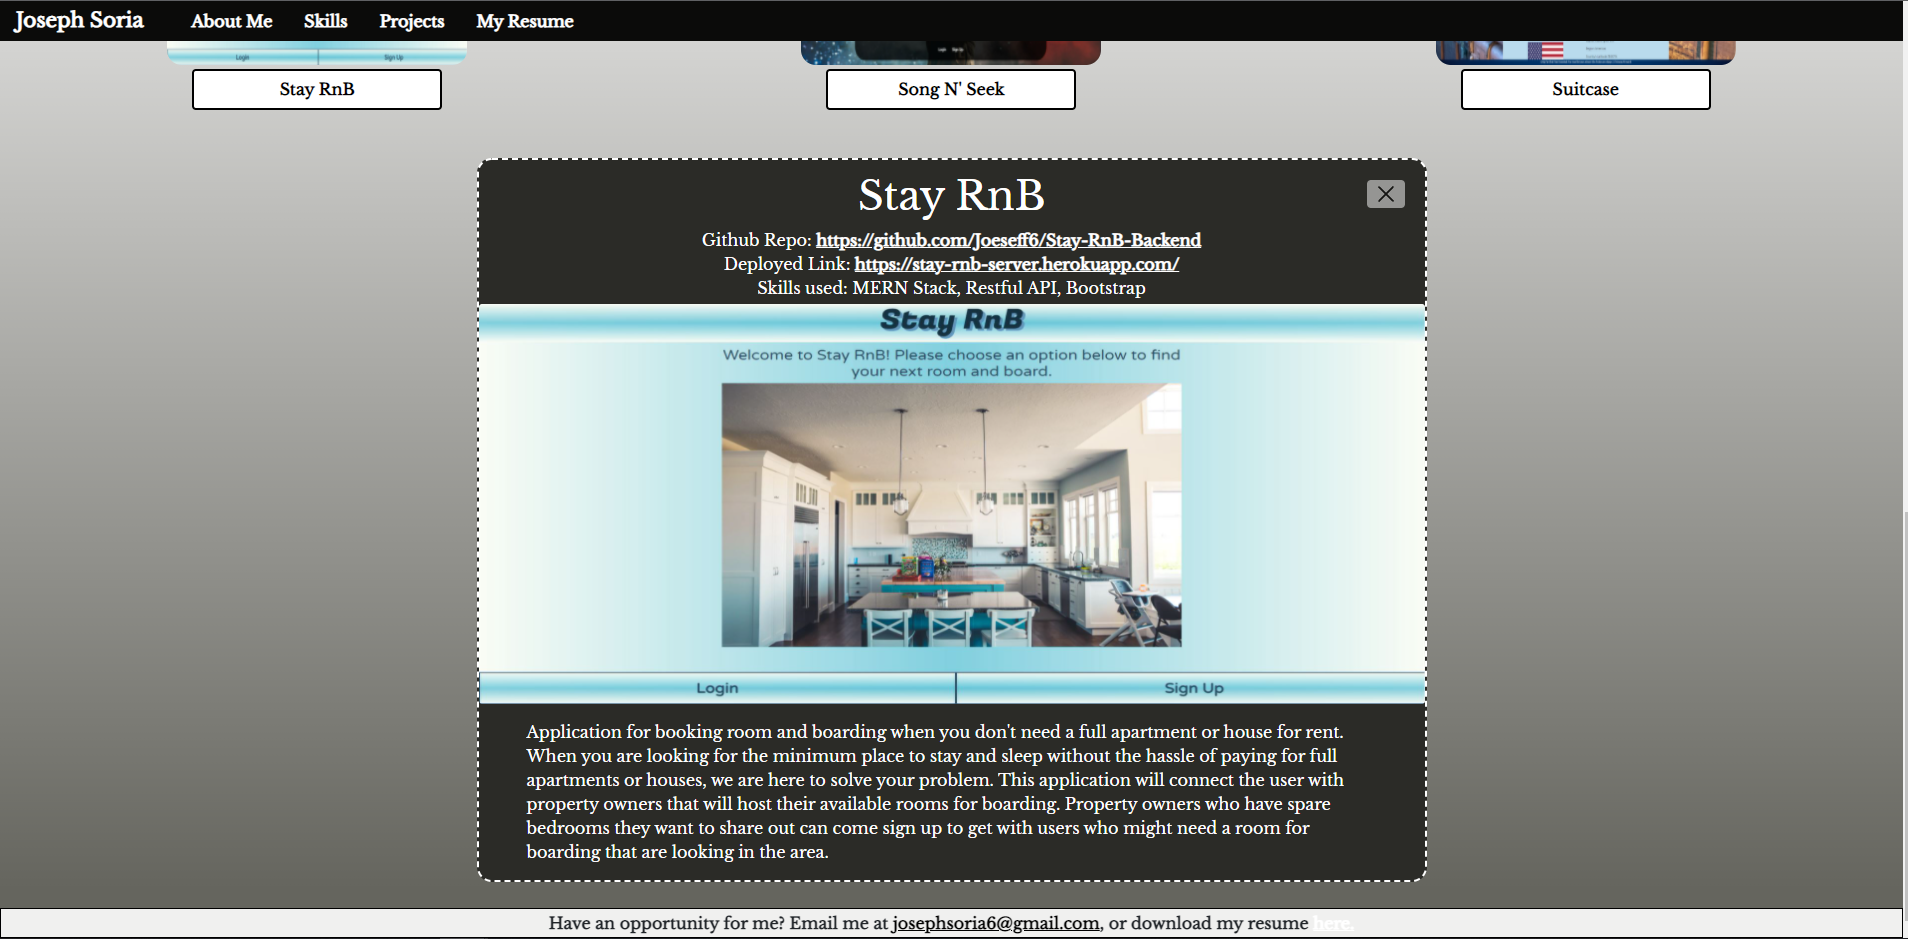 Joseph Soria About Me Skills Projects My Resume
Login Sign Up
Stay RnB Song N' Seek Suitcase
Stay RnB
Github Repo: https://github.com/Joeseff6/Stay-RnB-Backend
Deployed Link: https://stay-rnb-server.herokuapp.com/
Skills used: MERN Stack, Restful API, Bootstrap
Stay RnB
Welcome to Stay RnB! Please choose an option below to find
your next room and board.
Login Sign Up
Application for booking room and boarding when you don't need a full apartment or house for rent.
When you are looking for the minimum place to stay and sleep without the hassle of paying for full
apartments or houses, we are here to solve your problem. This application will connect the user with
property owners that will host their available rooms for boarding. Property owners who have spare
bedrooms they want to share out can come sign up to get with users who might need a room for
boarding that are looking in the area.
Have an opportunity for me? Email me at josephsoria6@gmail.com, or download my resume here.